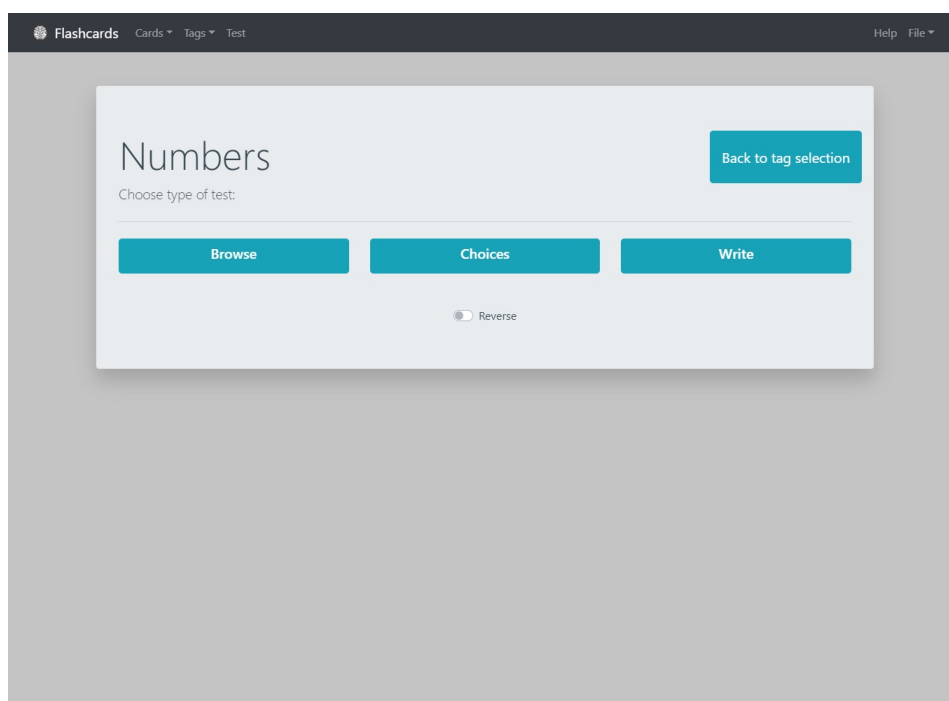 Flashcards Cards Tags Test Help File
Numbers
Back to tag selection
Choose type of test:
Browse Choices Write
Reverse